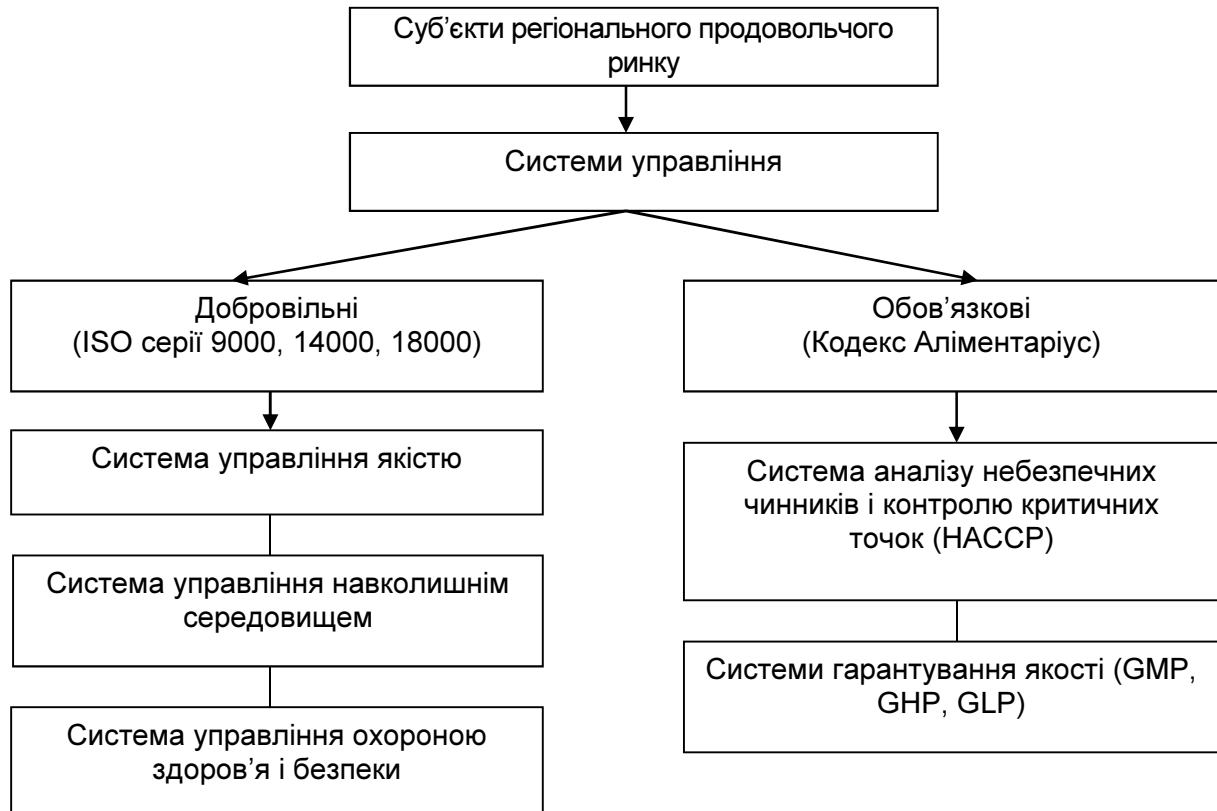 Суб’єкти регіонального продовольчого
ринку
Системи управління
Добровільні
(ISO серії 9000, 14000, 18000)
Обов’язкові
(Кодекс Аліментаріус)
Система управління якістю
Система аналізу небезпечних
чинників і контролю критичних
точок (НАССР)
Система управління навколишнім
середовищем
Системи гарантування якості (GMP,
GHP, GLP)
Система управління охороною
здоров’я і безпеки